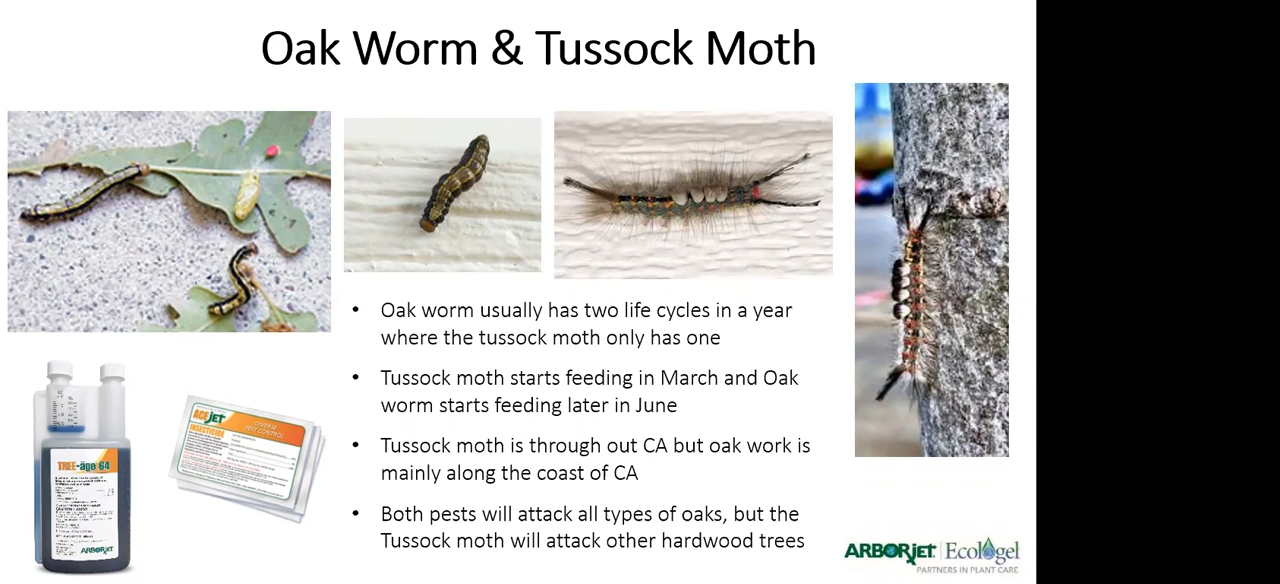 Oak Worm & Tussock Moth
• Oak worm usually has two life cycles in a year
where the tussock moth only has one
• Tussock moth starts feeding in March and Oak
worm starts feeding later in June
• Tussock moth is through out CA but oak work is
mainly along the coast of CA
• Both pests will attack all types of oaks, but the
Tussock moth will attack other hardwood trees
TREE-äge G4
ARBORjet
ACEjet
INSECTICIDE
DIVERSE
PEST CONTROL
ARBORjet | Ecologel
PARTNERS IN PLANT CARE